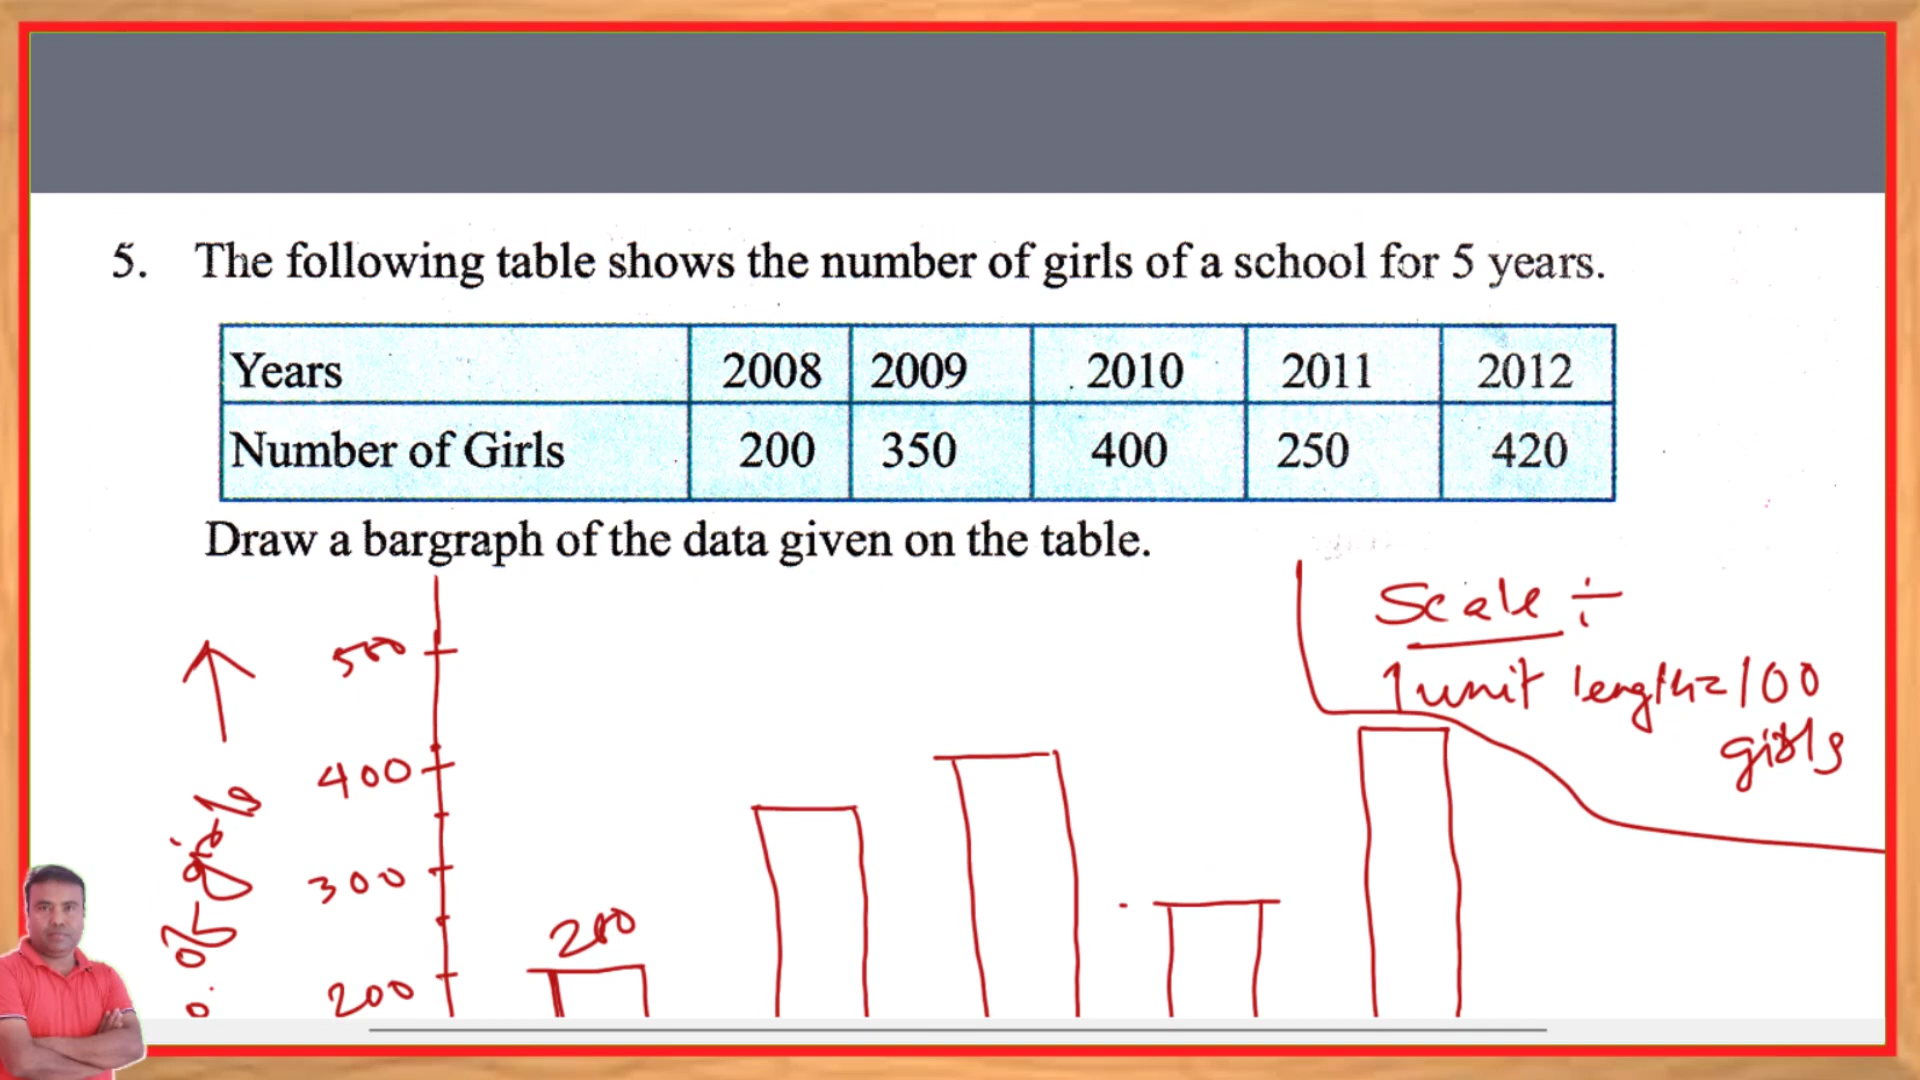 5. The following table shows the number of girls of a school for 5 years.
Years 2008 2009 2010 2011 2012
Number of Girls 200 350 400 250 420
Draw a bargraph of the data given on the table.
Scale ÷
1 unit length = 100
girls
500
400
300
200
200
o. of girls